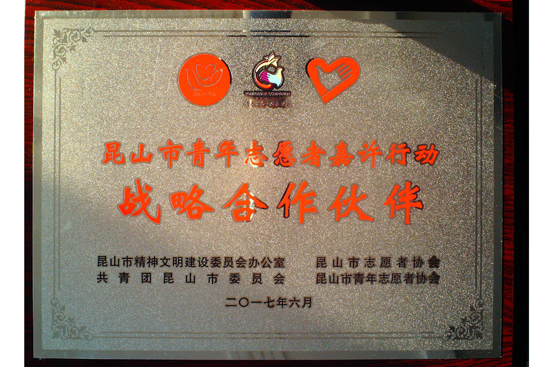 昆山市青年志愿者嘉许行动
战略合作伙伴
昆山市精神文明建设委员会办公室 昆山市志愿者协会
共青团昆山市委员会 昆山市青年志愿者协会
二〇一七年六月